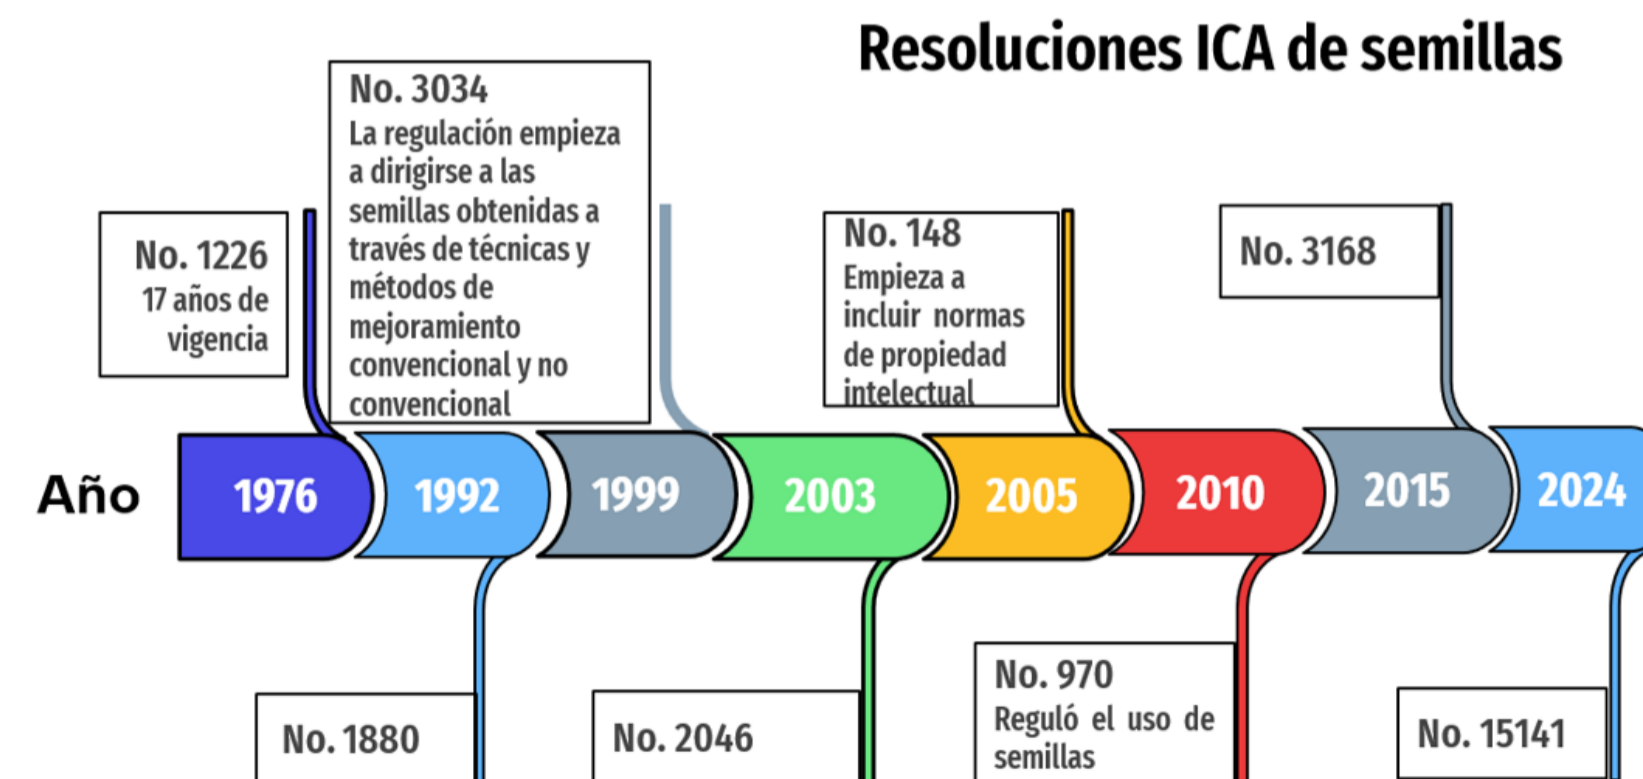 Resoluciones ICA de semillas
No. 3034
La regulación empieza
a dirigirse a las
semillas obtenidas a
través de técnicas y
métodos de
mejoramiento
convencional y no
convencional
No. 1226
17 años de
vigencia
No. 148
Empieza a
incluir normas
de propiedad
intelectual
No. 3168
Año
1976
1992
1999
2003
2005
2010
2015
2024
No. 1880
No. 2046
No. 970
Reguló el uso de
semillas
No. 15141